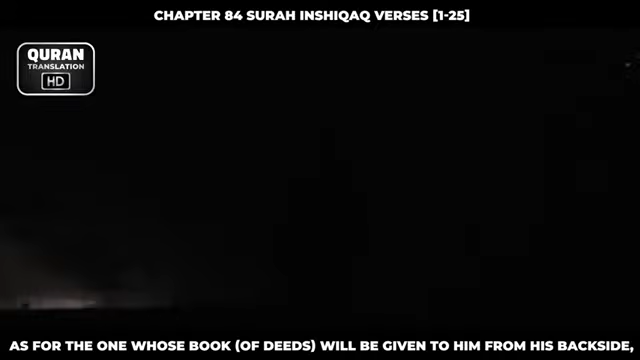 CHAPTER 84 SURAH INSHIQAQ VERSES [1-25]
QURAN
TRANSLATION
HD
AS FOR THE ONE WHOSE BOOK (OF DEEDS) WILL BE GIVEN TO HIM FROM HIS BACKSIDE,